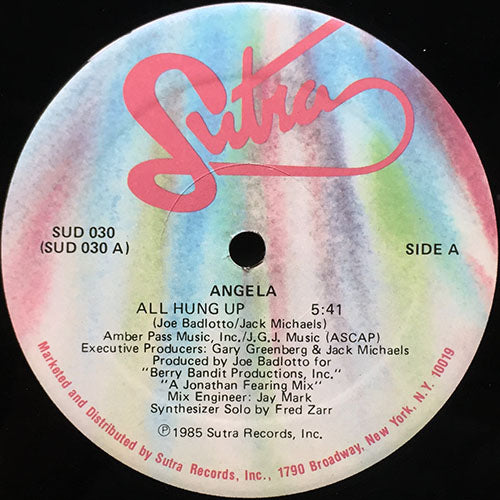 Sutra
SUD 030
(SUD 030 A)
SIDE A
ANGELA
ALL HUNG UP 5:41
(Joe Badlotto/Jack Michaels)
Amber Pass Music, Inc./J.G.J. Music (ASCAP)
Executive Producers: Gary Greenberg & Jack Michaels
Produced by Joe Badlotto for
"Berry Bandit Productions, Inc."
"A Jonathan Fearing Mix"
Mix Engineer: Jay Mark
Synthesizer Solo by Fred Zarr
℗ 1985 Sutra Records, Inc.
Marketed and Distributed by Sutra Records, Inc., 1790 Broadway, New York, N.Y. 10019